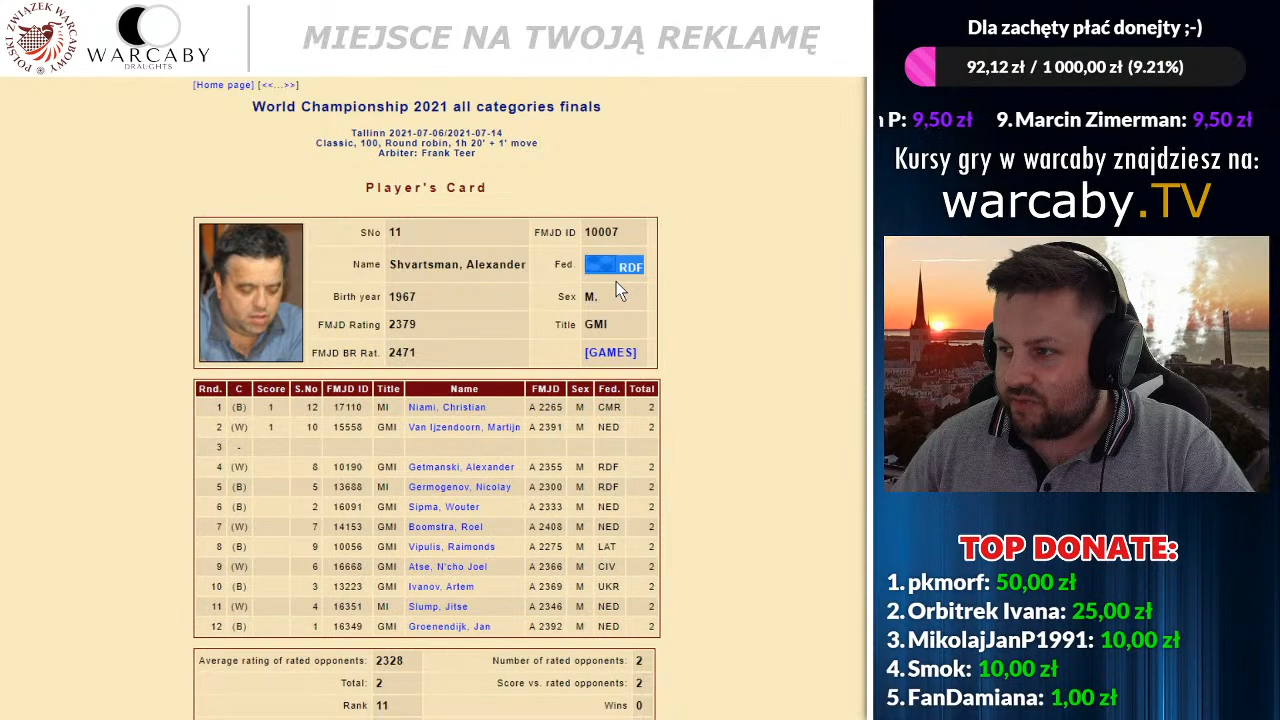 POLSKI ZWIĄZEK WARCABOWY
WARCABY
DRAUGHTS
MIEJSCE NA TWOJĄ REKLAMĘ
[Home page] [<<...>>]
World Championship 2021 all categories finals
Tallinn 2021-07-06/2021-07-14
Classic, 100, Round robin, 1h 20' + 1' move
Arbiter: Frank Teer
Player's Card
SNo 11 FMJD ID 10007
Name Shvartsman, Alexander Fed. RDF
Birth year 1967 Sex M.
FMJD Rating 2379 Title GMI
FMJD BR Rat. 2471 [GAMES]
Rnd. C Score S.No FMJD ID Title Name FMJD Sex Fed. Total
1 (B) 1 12 17110 MI Niami, Christian A 2265 M CMR 2
2 (W) 1 10 15558 GMI Van Ijzendoorn, Martijn A 2391 M NED 2
3 -
4 (W) 8 10190 GMI Getmanski, Alexander A 2355 M RDF 2
5 (B) 5 13688 MI Germogenov, Nicolay A 2300 M RDF 2
6 (B) 2 16091 GMI Sipma, Wouter A 2333 M NED 2
7 (W) 7 14153 GMI Boomstra, Roel A 2408 M NED 2
8 (B) 9 10056 GMI Vipulis, Raimonds A 2275 M LAT 2
9 (W) 6 16668 GMI Atse, N'cho Joel A 2366 M CIV 2
10 (B) 3 13223 GMI Ivanov, Artem A 2369 M UKR 2
11 (W) 4 16351 MI Slump, Jitse A 2346 M NED 2
12 (B) 1 16349 GMI Groenendijk, Jan A 2392 M NED 2
Average rating of rated opponents: 2328 Number of rated opponents: 2
Total: 2 Score vs. rated opponents: 2
Rank 11 Wins 0
Dla zachęty płać donejty ;-)
92,12 zł / 1 000,00 zł (9.21%)
P: 9,50 zł 9. Marcin Zimerman: 9,50 zł
Kursy gry w warcaby znajdziesz na:
warcaby.TV
TOP DONATE:
1. pkmorf: 50,00 zł
2. Orbitrek Ivana: 25,00 zł
3. MikolajJanP1991: 10,00 zł
4. Smok: 10,00 zł
5. FanDamiana: 1,00 zł